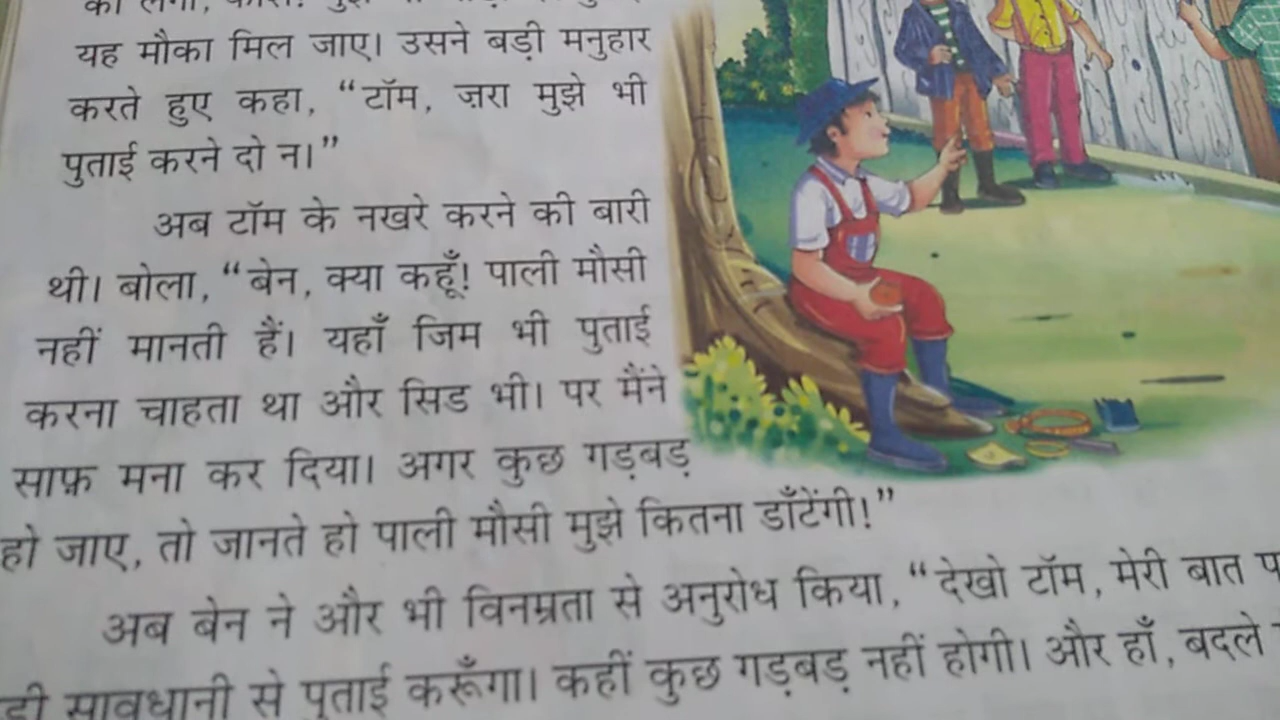 यह मौका मिल जाए। उसने बड़ी मनुहार
करते हुए कहा, “टॉम, ज़रा मुझे भी
पुताई करने दो न।”
अब टॉम के नखरे करने की बारी
थी। बोला, “बेन, क्या कहूँ! पाली मौसी
नहीं मानती हैं। यहाँ जिम भी पुताई
करना चाहता था और सिड भी। पर मैंने
साफ़ मना कर दिया। अगर कुछ गड़बड़
हो जाए, तो जानते हो पाली मौसी मुझे कितना डाँटेंगी!”
अब बेन ने और भी विनम्रता से अनुरोध किया, “देखो टॉम, मेरी बात
सावधानी से पुताई करूँगा। कहीं कुछ गड़बड़ नहीं होगी। और हाँ, बदले